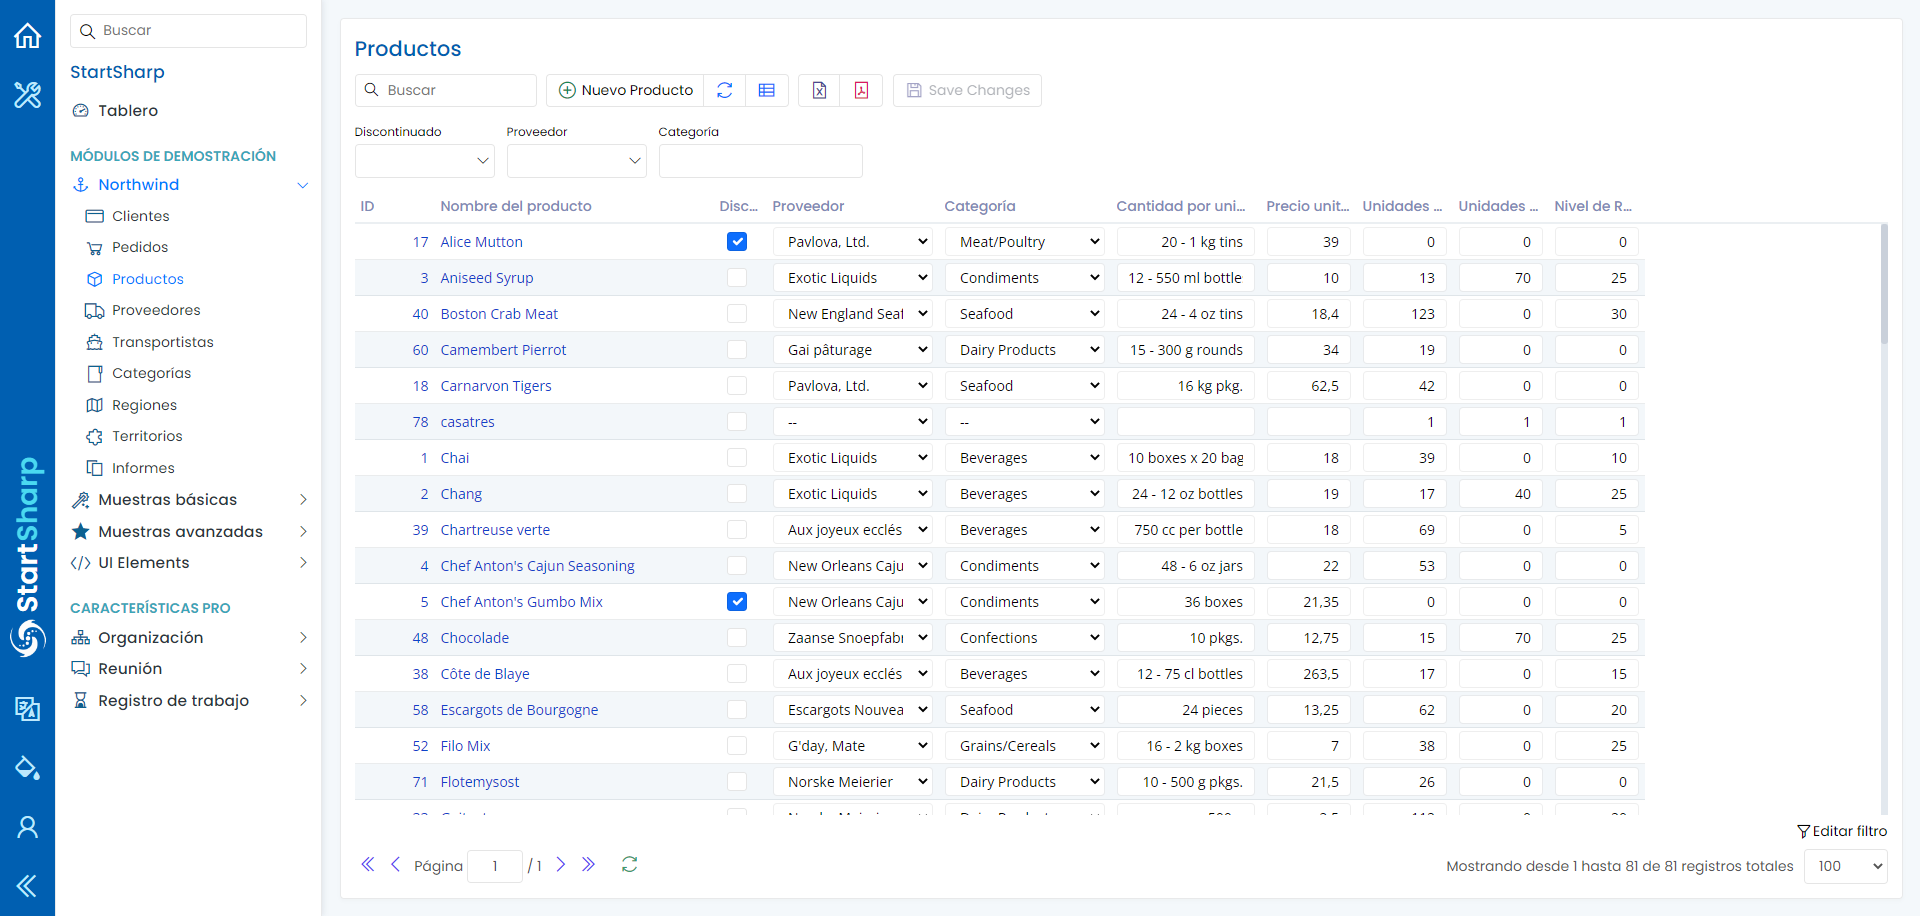 Buscar
StartSharp
Tablero
MÓDULOS DE DEMOSTRACIÓN
Northwind
Clientes
Pedidos
Productos
Proveedores
Transportistas
Categorías
Regiones
Territorios
Informes
Muestras básicas
Muestras avanzadas
UI Elements
CARACTERÍSTICAS PRO
Organización
Reunión
Registro de trabajo
StartSharp
Productos
Buscar Nuevo Producto Save Changes
Discontinuado Proveedor Categoría
ID Nombre del producto Disc... Proveedor Categoría Cantidad por uni... Precio unit... Unidades ... Unidades ... Nivel de R...
17 Alice Mutton Pavlova, Ltd. Meat/Poultry 20 - 1 kg tins 39 0 0 0
3 Aniseed Syrup Exotic Liquids Condiments 12 - 550 ml bottle 10 13 70 25
40 Boston Crab Meat New England Seaf Seafood 24 - 4 oz tins 18,4 123 0 30
60 Camembert Pierrot Gai pâturage Dairy Products 15 - 300 g rounds 34 19 0 0
18 Carnarvon Tigers Pavlova, Ltd. Seafood 16 kg pkg. 62,5 42 0 0
78 casatres -- -- 1 1 1
1 Chai Exotic Liquids Beverages 10 boxes x 20 bag 18 39 0 10
2 Chang Exotic Liquids Beverages 24 - 12 oz bottles 19 17 40 25
39 Chartreuse verte Aux joyeux ecclés Beverages 750 cc per bottle 18 69 0 5
4 Chef Anton's Cajun Seasoning New Orleans Caju Condiments 48 - 6 oz jars 22 53 0 0
5 Chef Anton's Gumbo Mix New Orleans Caju Condiments 36 boxes 21,35 0 0 0
48 Chocolade Zaanse Snoepfabr Confections 10 pkgs. 12,75 15 70 25
38 Côte de Blaye Aux joyeux ecclés Beverages 12 - 75 cl bottles 263,5 17 0 15
58 Escargots de Bourgogne Escargots Nouvea Seafood 24 pieces 13,25 62 0 20
52 Filo Mix G'day, Mate Grains/Cereals 16 - 2 kg boxes 7 38 0 25
71 Flotemysost Norske Meierier Dairy Products 10 - 500 g pkgs. 21,5 26 0 0
Editar filtro
Página 1 / 1
Mostrando desde 1 hasta 81 de 81 registros totales 100